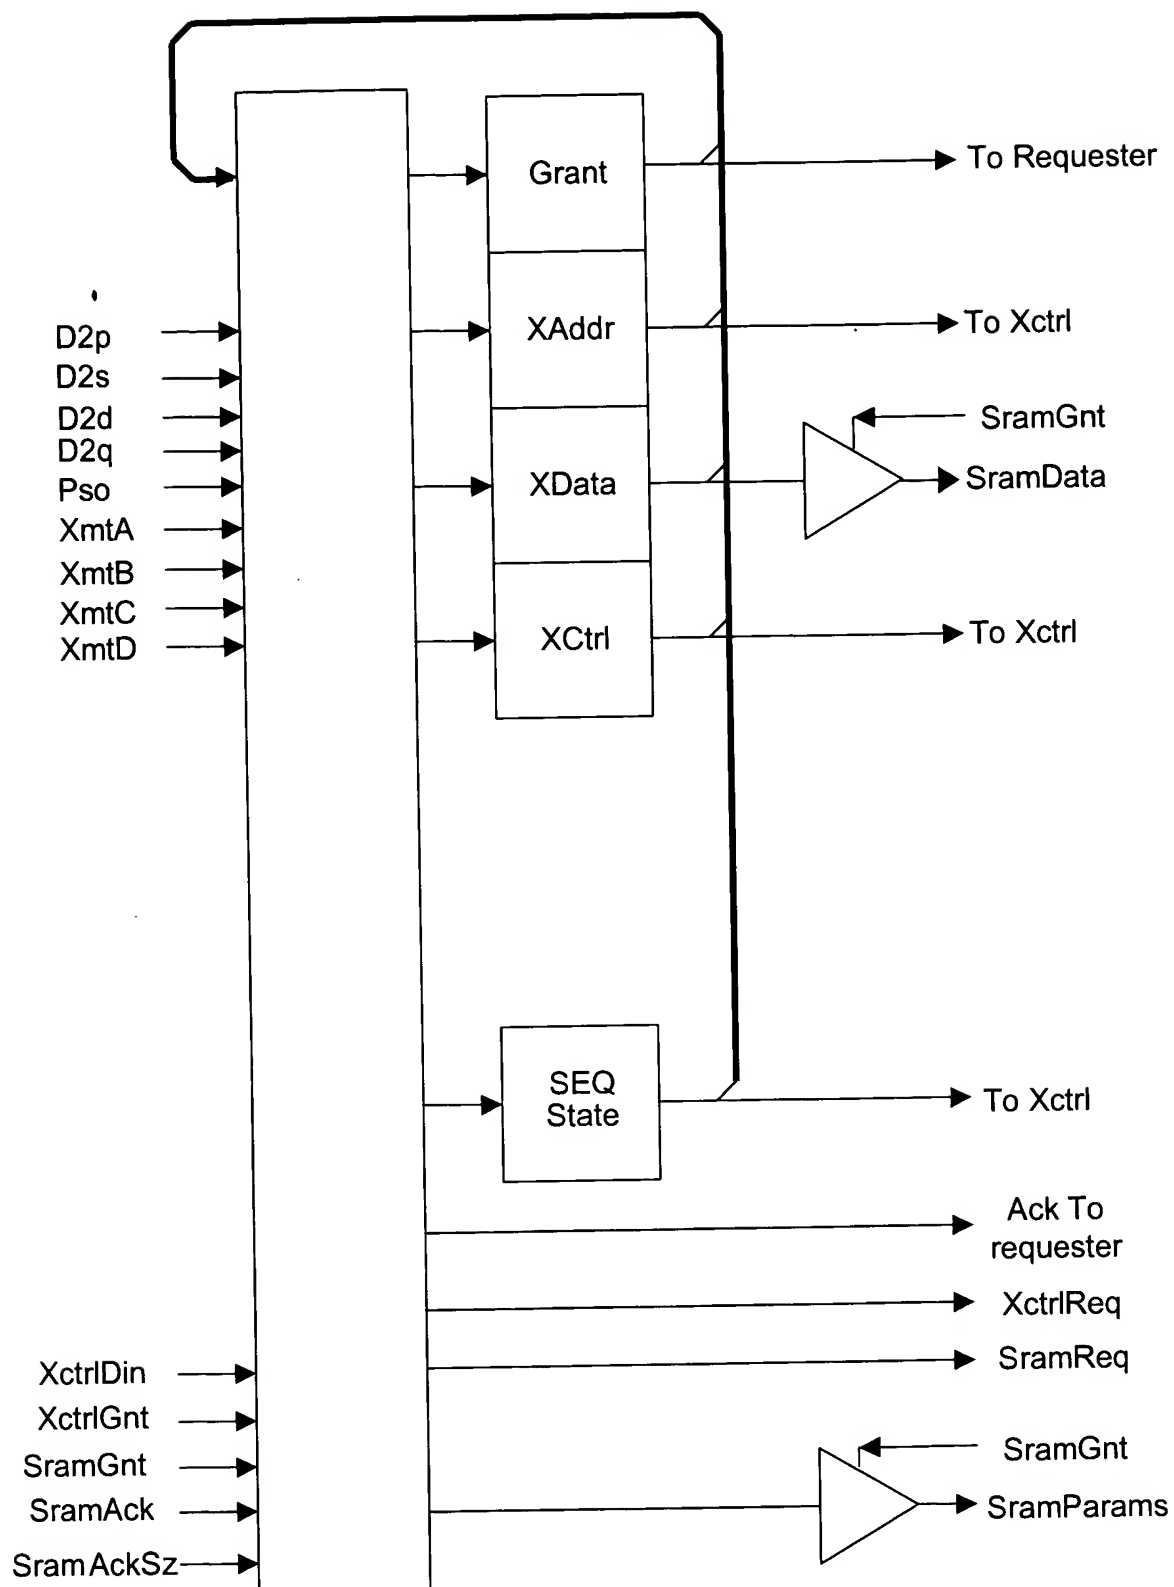 Grant
To Requester
D2p
XAddr
To Xctrl
D2s
D2d
SramGnt
D2q
Pso
XData
SramData
XmtA
XmtB
XmtC
XCtrl
To Xctrl
XmtD
SEQ
State
To Xctrl
Ack To
requester
XctrlReq
SramReq
XctrlDin
XctrlGnt
SramGnt
SramGnt
SramAck
SramParams
SramAckSz